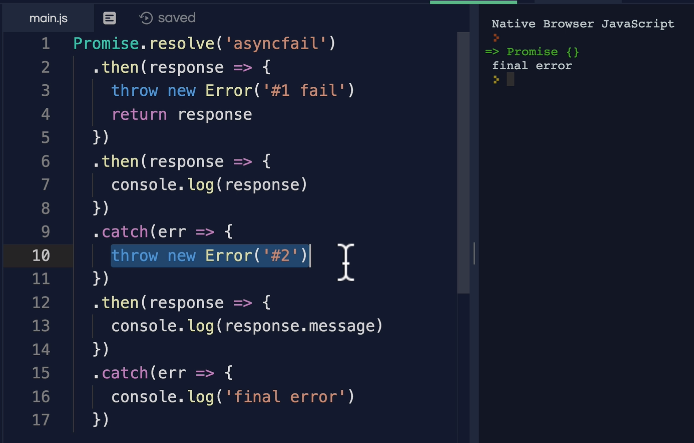 main.js saved
1 Promise.resolve('asyncfail')
2 .then(response => {
3 throw new Error('#1 fail')
4 return response
5 })
6 .then(response => {
7 console.log(response)
8 })
9 .catch(err => {
10 throw new Error('#2')
11 })
12 .then(response => {
13 console.log(response.message)
14 })
15 .catch(err => {
16 console.log('final error')
17 })
Native Browser JavaScript
=> Promise {}
final error